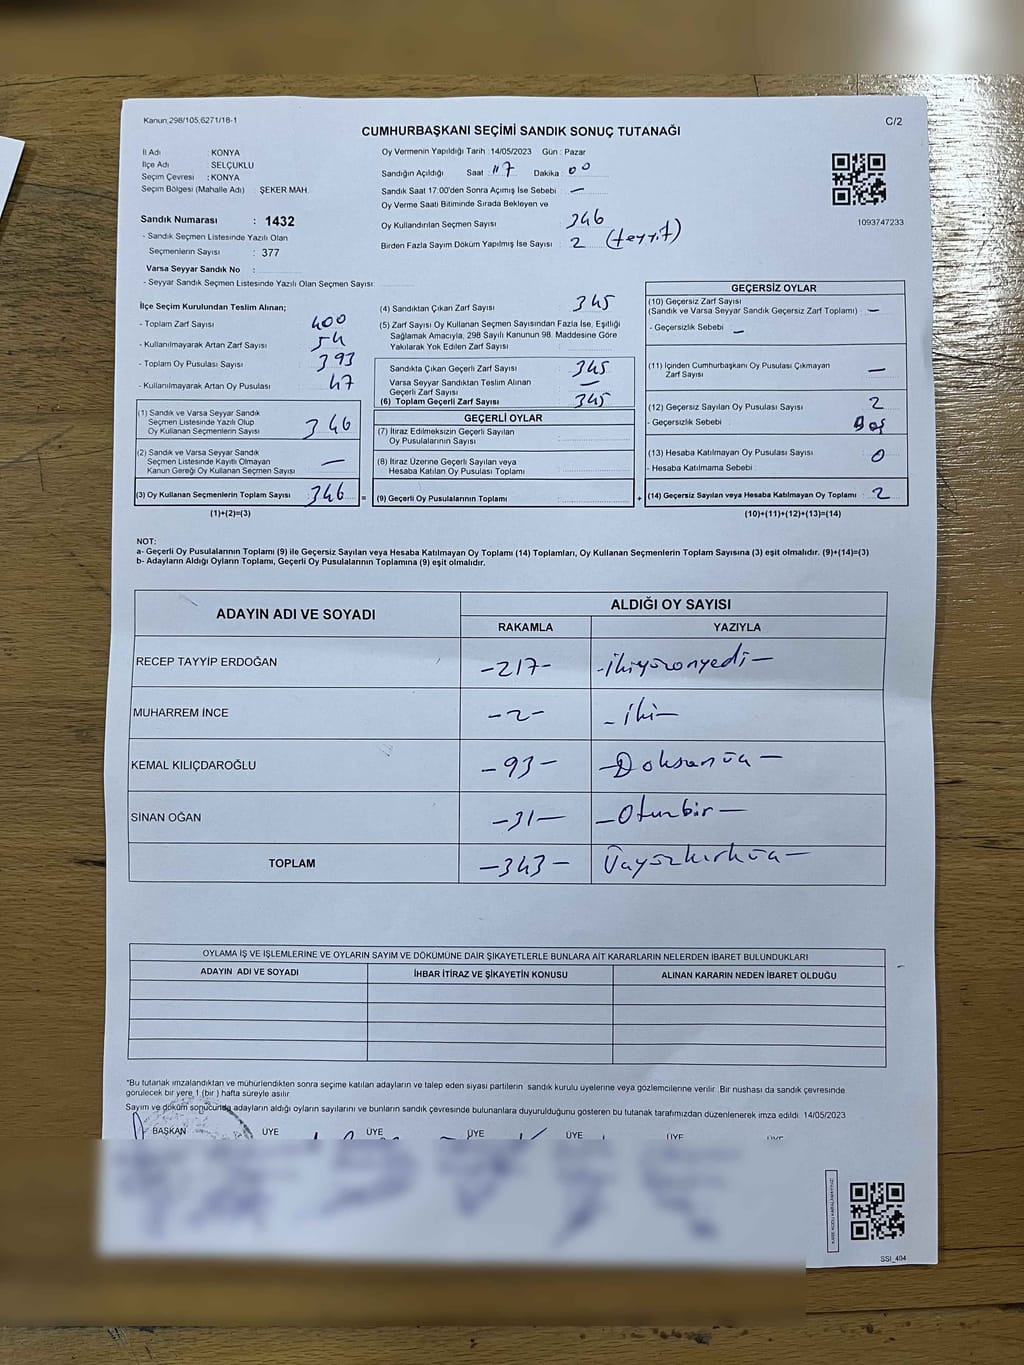 Kanun.298/105,6271/18-1
CUMHURBAŞKANI SEÇİMİ SANDIK SONUÇ TUTANAĞI
C/2
İl Adı KONYA
İlçe Adı SELÇUKLU
Seçim Çevresi : KONYA
Seçim Bölgesi (Mahalle Adı) : ŞEKER MAH.
Sandık Numarası : 1432
- Sandık Seçmen Listesinde Yazılı Olan
Seçmenlerin Sayısı : 377
Varsa Seyyar Sandık No :
- Seyyar Sandık Seçmen Listesinde Yazılı Olan Seçmen Sayısı:
Oy Vermenin Yapıldığı Tarih :14/05/2023 Gün : Pazar
Sandığın Açıldığı Saat : 17 Dakika : 00
Sandık Saat 17:00'den Sonra Açımış İse Sebebi : —
Oy Verme Saati Bitiminde Sırada Bekleyen ve
Oy Kullandırılan Seçmen Sayısı : 346
Birden Fazla Sayım Döküm Yapılmış İse Sayısı : 2 (teyyit)
1093747233
İlçe Seçim Kurulundan Teslim Alınan;
- Toplam Zarf Sayısı : 400
- Kullanılmayarak Artan Zarf Sayısı : 54
- Toplam Oy Pusulası Sayısı : 393
- Kullanılmayarak Artan Oy Pusulası : 47
(1) Sandık ve Varsa Seyyar Sandık
Seçmen Listesinde Yazılı Olup
Oy Kullanan Seçmenlerin Sayısı : 346
(2) Sandık ve Varsa Seyyar Sandık
Seçmen Listesinde Kayıtlı Olmayan
Kanun Gereği Oy Kullanan Seçmen Sayısı : —
(3) Oy Kullanan Seçmenlerin Toplam Sayısı : 346 =
(1)+(2)=(3)
(4) Sandıktan Çıkan Zarf Sayısı : 345
(5) Zarf Sayısı Oy Kullanan Seçmen Sayısından Fazla İse, Eşitliği
Sağlamak Amacıyla, 298 Sayılı Kanunun 98. Maddesine Göre
Yakılarak Yok Edilen Zarf Sayısı :
Sandıkta Çıkan Geçerli Zarf Sayısı : 345
Varsa Seyyar Sandıktan Teslim Alınan
Geçerli Zarf Sayısı : —
(6) Toplam Geçerli Zarf Sayısı : 345
GEÇERLİ OYLAR
(7) İtiraz Edilmeksizin Geçerli Sayılan
Oy Pusulalarının Sayısı :
(8) İtiraz Üzerine Geçerli Sayılan veya
Hesaba Katılan Oy Pusulası Toplamı :
(9) Geçerli Oy Pusulalarının Toplamı : +
GEÇERSİZ OYLAR
(10) Geçersiz Zarf Sayısı
(Sandık ve Varsa Seyyar Sandık Geçersiz Zarf Toplamı) : —
- Geçersizlik Sebebi : —
(11) İçinden Cumhurbaşkanı Oy Pusulası Çıkmayan
Zarf Sayısı : —
(12) Geçersiz Sayılan Oy Pusulası Sayısı : 2
- Geçersizlik Sebebi : Boş
(13) Hesaba Katılmayan Oy Pusulası Sayısı : 0
- Hesaba Katılmama Sebebi :
(14) Geçersiz Sayılan veya Hesaba Katılmayan Oy Toplamı : 2
(10)+(11)+(12)+(13)=(14)
NOT:
a- Geçerli Oy Pusulalarının Toplamı (9) ile Geçersiz Sayılan veya Hesaba Katılmayan Oy Toplamı (14) Toplamları, Oy Kullanan Seçmenlerin Toplam Sayısına (3) eşit olmalıdır. (9)+(14)=(3)
b- Adayların Aldığı Oyların Toplamı, Geçerli Oy Pusulalarının Toplamına (9) eşit olmalıdır.
ADAYIN ADI VE SOYADI
ALDIĞI OY SAYISI
RAKAMLA YAZIYLA
RECEP TAYYİP ERDOĞAN -217- -ikiyüzonyedi-
MUHARREM İNCE -2- -iki-
KEMAL KILIÇDAROĞLU -93- -Doksanüç-
SİNAN OĞAN -31- -Otuzbir-
TOPLAM -343- Üçyüzkırküç-
OYLAMA İŞ VE İŞLEMLERİNE VE OYLARIN SAYIM VE DÖKÜMÜNE DAİR ŞİKAYETLERLE BUNLARA AİT KARARLARIN NELERDEN İBARET BULUNDUKLARI
ADAYIN ADI VE SOYADI İHBAR İTİRAZ VE ŞİKAYETİN KONUSU ALINAN KARARIN NEDEN İBARET OLDUĞU
*Bu tutanak imzalandıktan ve mühürlendikten sonra seçime katılan adayların ve talep eden siyasi partilerin sandık kurulu üyelerine veya gözlemcilerine verilir. Bir nüshası da sandık çevresinde
görülecek bir yere 1 (bir) hafta süreyle asılır.
Sayım ve döküm sonucunda adayların aldığı oyların sayılarını ve bunların sandık çevresinde bulunanlara duyurulduğunu gösteren bu tutanak tarafımızdan düzenlenerek imza edildi. 14/05/2023
BAŞKAN ÜYE ÜYE ÜYE ÜYE ÜYE ÜYE
SSI_404